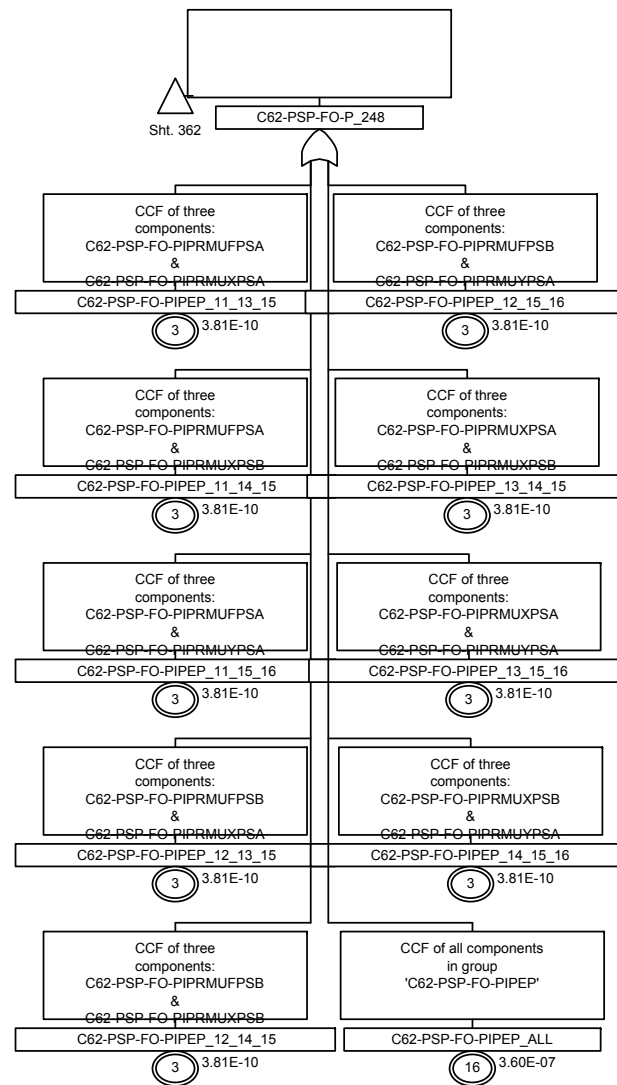 Sht. 362
C62-PSP-FO-P_248
CCF of three
components:
C62-PSP-FO-PIPRMUFPSA
&
C62-PSP-FO-PIPRMUXPSA
C62-PSP-FO-PIPEP_11_13_15
3
3.81E-10
CCF of three
components:
C62-PSP-FO-PIPRMUFPSB
&
C62-PSP-FO-PIPRMUYPSA
C62-PSP-FO-PIPEP_12_15_16
3
3.81E-10
CCF of three
components:
C62-PSP-FO-PIPRMUFPSA
&
C62-PSP-FO-PIPRMUXPSB
C62-PSP-FO-PIPEP_11_14_15
3
3.81E-10
CCF of three
components:
C62-PSP-FO-PIPRMUXPSA
&
C62-PSP-FO-PIPRMUXPSB
C62-PSP-FO-PIPEP_13_14_15
3
3.81E-10
CCF of three
components:
C62-PSP-FO-PIPRMUFPSA
&
C62-PSP-FO-PIPRMUYPSA
C62-PSP-FO-PIPEP_11_15_16
3
3.81E-10
CCF of three
components:
C62-PSP-FO-PIPRMUXPSA
&
C62-PSP-FO-PIPRMUYPSA
C62-PSP-FO-PIPEP_13_15_16
3
3.81E-10
CCF of three
components:
C62-PSP-FO-PIPRMUFPSB
&
C62-PSP-FO-PIPRMUXPSA
C62-PSP-FO-PIPEP_12_13_15
3
3.81E-10
CCF of three
components:
C62-PSP-FO-PIPRMUXPSB
&
C62-PSP-FO-PIPRMUYPSA
C62-PSP-FO-PIPEP_14_15_16
3
3.81E-10
CCF of three
components:
C62-PSP-FO-PIPRMUFPSB
&
C62-PSP-FO-PIPRMUXPSB
C62-PSP-FO-PIPEP_12_14_15
3
3.81E-10
CCF of all components
in group
'C62-PSP-FO-PIPEP'
C62-PSP-FO-PIPEP_ALL
16
3.60E-07